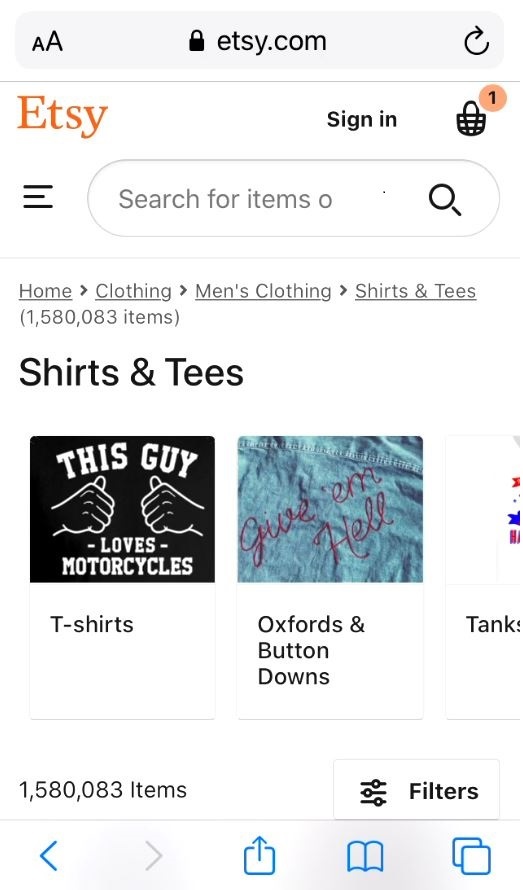 AA etsy.com
Etsy Sign in 1
Search for items o
Home > Clothing > Men's Clothing > Shirts & Tees
(1,580,083 items)
Shirts & Tees
THIS GUY
- LOVES -
MOTORCYCLES
Give 'em
Hell
T-shirts
Oxfords &
Button
Downs
Tanks
1,580,083 Items
Filters